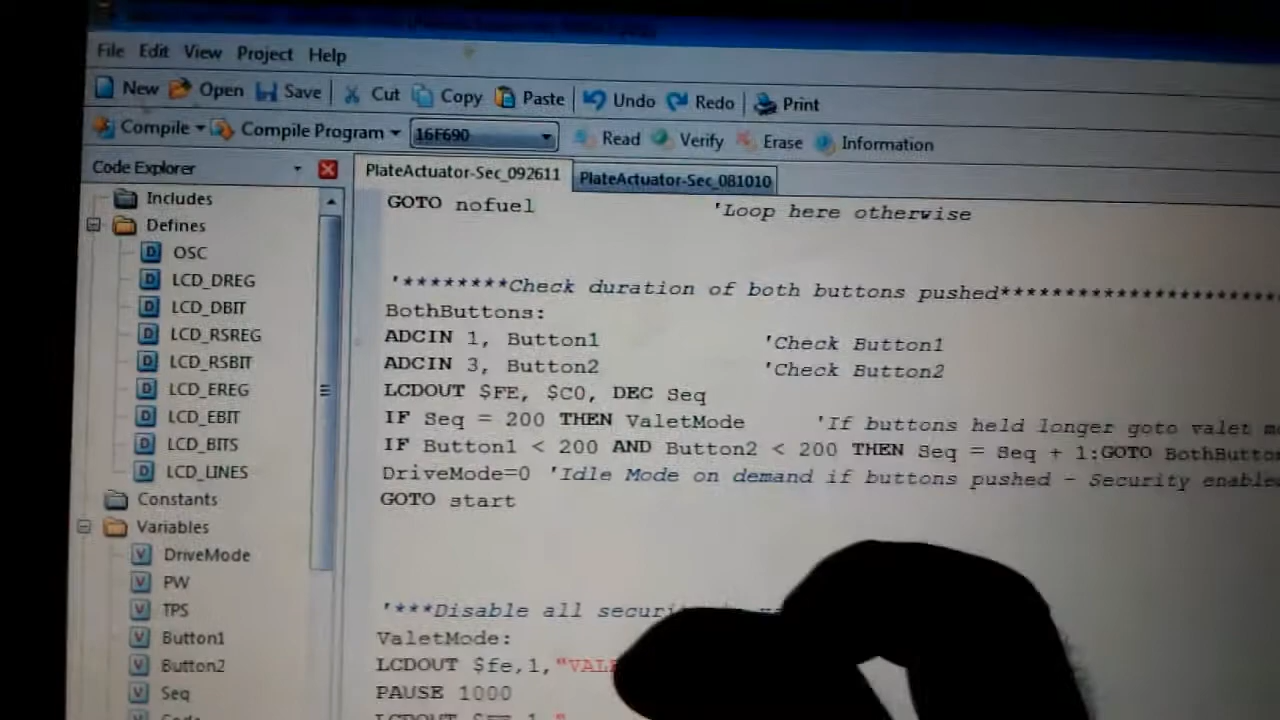 File Edit View Project Help
New Open Save Cut Copy Paste Undo Redo Print
Compile Compile Program 16F690 Read Verify Erase Information
Code Explorer
PlateActuator-Sec_092611 PlateActuator-Sec_081010
Includes
Defines
OSC
LCD_DREG
LCD_DBIT
LCD_RSREG
LCD_RSBIT
LCD_EREG
LCD_EBIT
LCD_BITS
LCD_LINES
Constants
Variables
DriveMode
PW
TPS
Button1
Button2
Seq
GOTO nofuel 'Loop here otherwise
'********Check duration of both buttons pushed*************************
BothButtons:
ADCIN 1, Button1 'Check Button1
ADCIN 3, Button2 'Check Button2
LCDOUT $FE, $C0, DEC Seq
IF Seq = 200 THEN ValetMode 'If buttons held longer goto valet
IF Button1 < 200 AND Button2 < 200 THEN Seq = Seq + 1:GOTO BothButton
DriveMode=0 'Idle Mode on demand if buttons pushed - Security enable
GOTO start
'***Disable all
ValetMode:
LCDOUT $fe,1,"VALE
PAUSE 1000